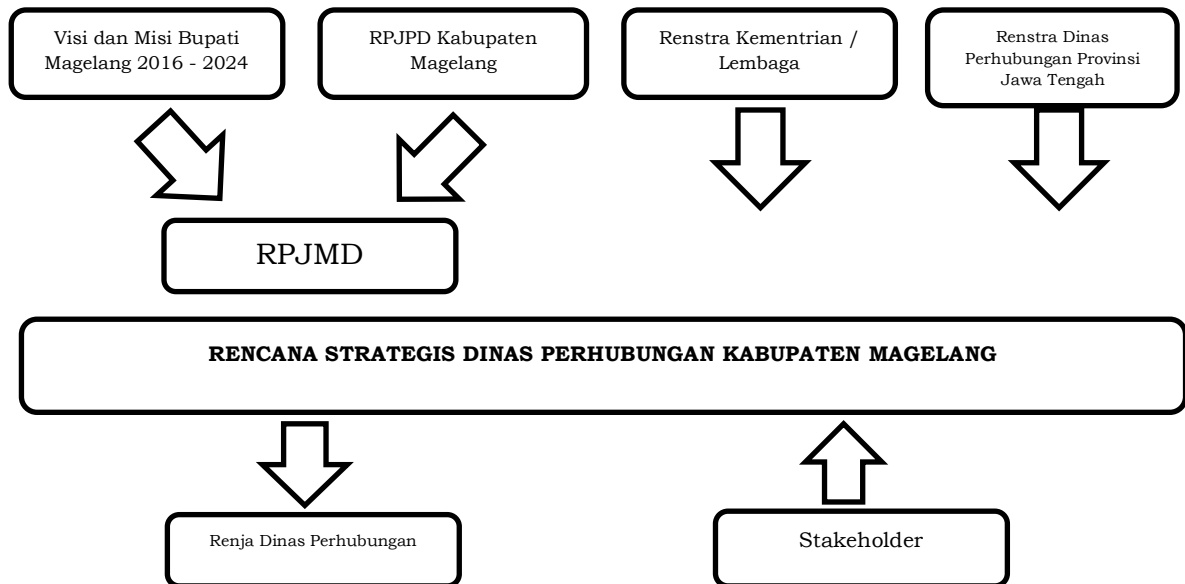 Visi dan Misi Bupati
Magelang 2016 - 2024
RPJPD Kabupaten
Magelang
Renstra Kementrian /
Lembaga
Renstra Dinas
Perhubungan Provinsi
Jawa Tengah
RPJMD
RENCANA STRATEGIS DINAS PERHUBUNGAN KABUPATEN MAGELANG
Renja Dinas Perhubungan
Stakeholder